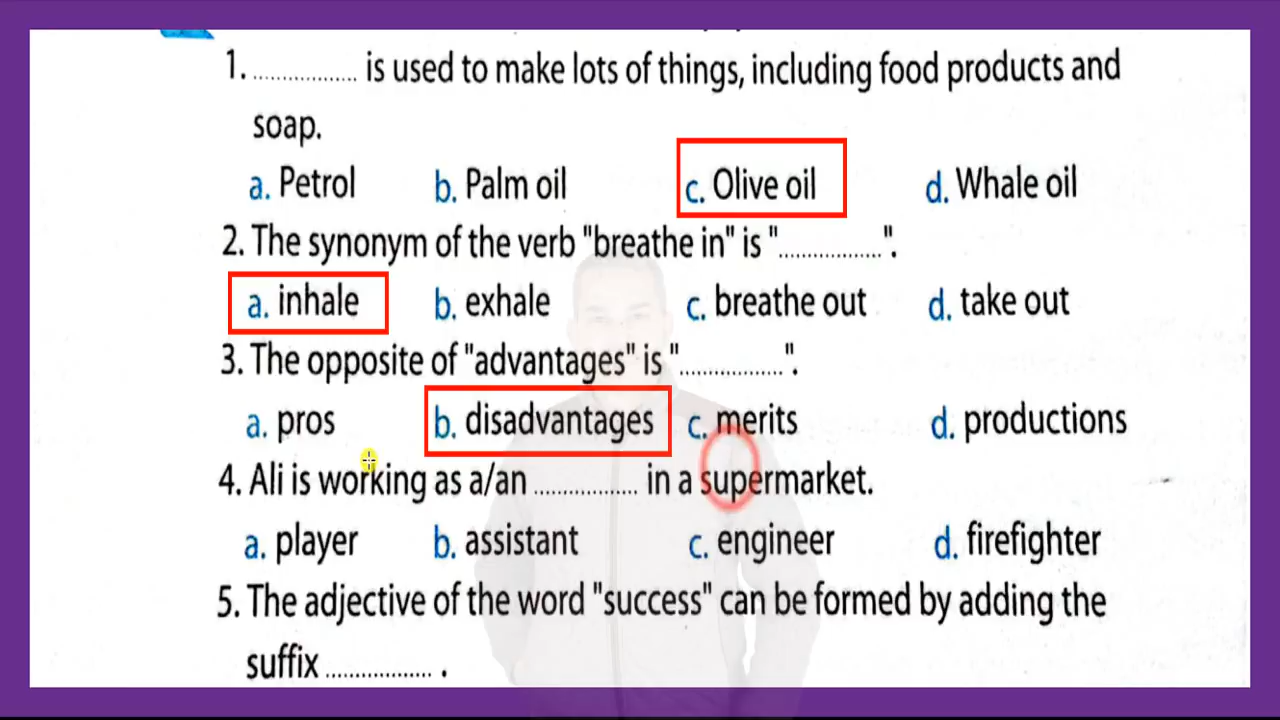 1. .................. is used to make lots of things, including food products and
soap.
a. Petrol b. Palm oil c. Olive oil d. Whale oil
2. The synonym of the verb "breathe in" is "..................".
a. inhale b. exhale c. breathe out d. take out
3. The opposite of "advantages" is "..................".
a. pros b. disadvantages c. merits d. productions
4. Ali is working as a/an .................. in a supermarket.
a. player b. assistant c. engineer d. firefighter
5. The adjective of the word "success" can be formed by adding the
suffix .................. .